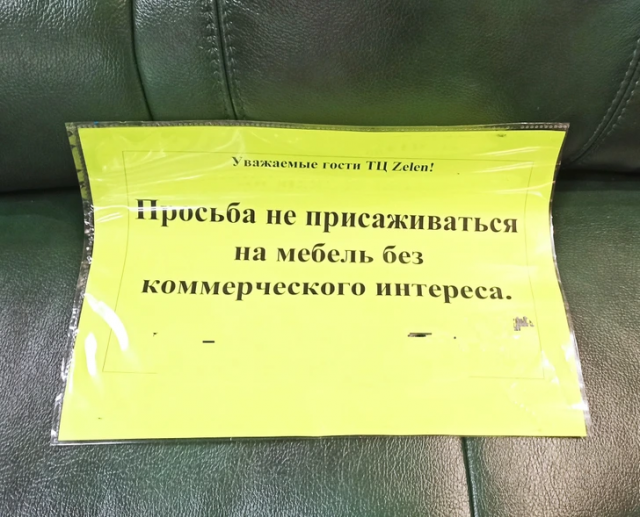 Уважаемые гости ТЦ Zelen!
Просьба не присаживаться
на мебель без
коммерческого интереса.